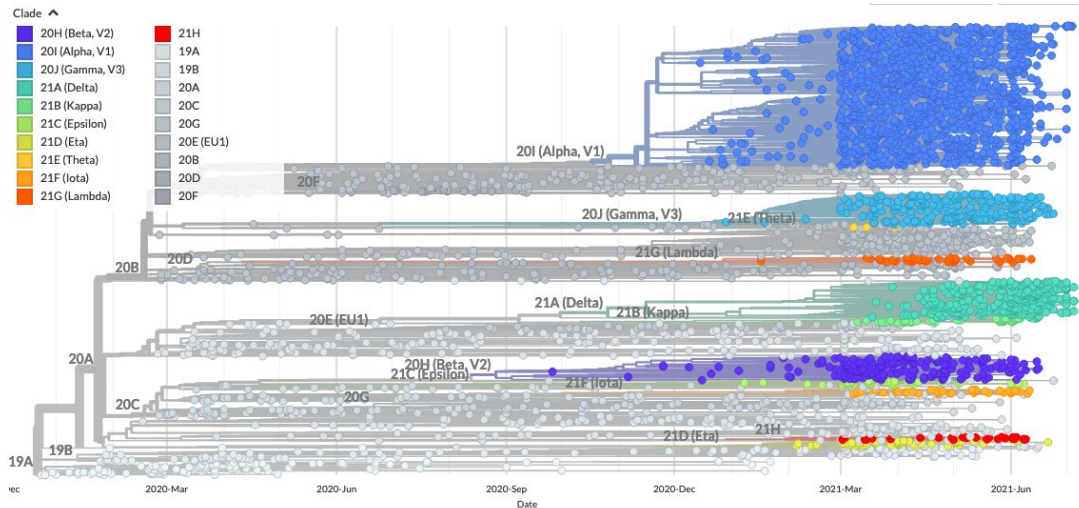 Clade
20H (Beta, V2)
20I (Alpha, V1)
20J (Gamma, V3)
21A (Delta)
21B (Kappa)
21C (Epsilon)
21D (Eta)
21E (Theta)
21F (Iota)
21G (Lambda)
21H
19A
19B
20A
20C
20G
20E (EU1)
20B
20D
20F
20I (Alpha, V1)
20F
20J (Gamma, V3)
21E (Theta)
21G (Lambda)
20B
20D
21A (Delta)
21B (Kappa)
20E (EU1)
20A
20H (Beta, V2)
21C (Epsilon)
21F (Iota)
20G
20C
21H
21D (Eta)
19B
19A
2020-Mar
2020-Jun
2020-Sep
2020-Dec
2021-Mar
2021-Jun
Date